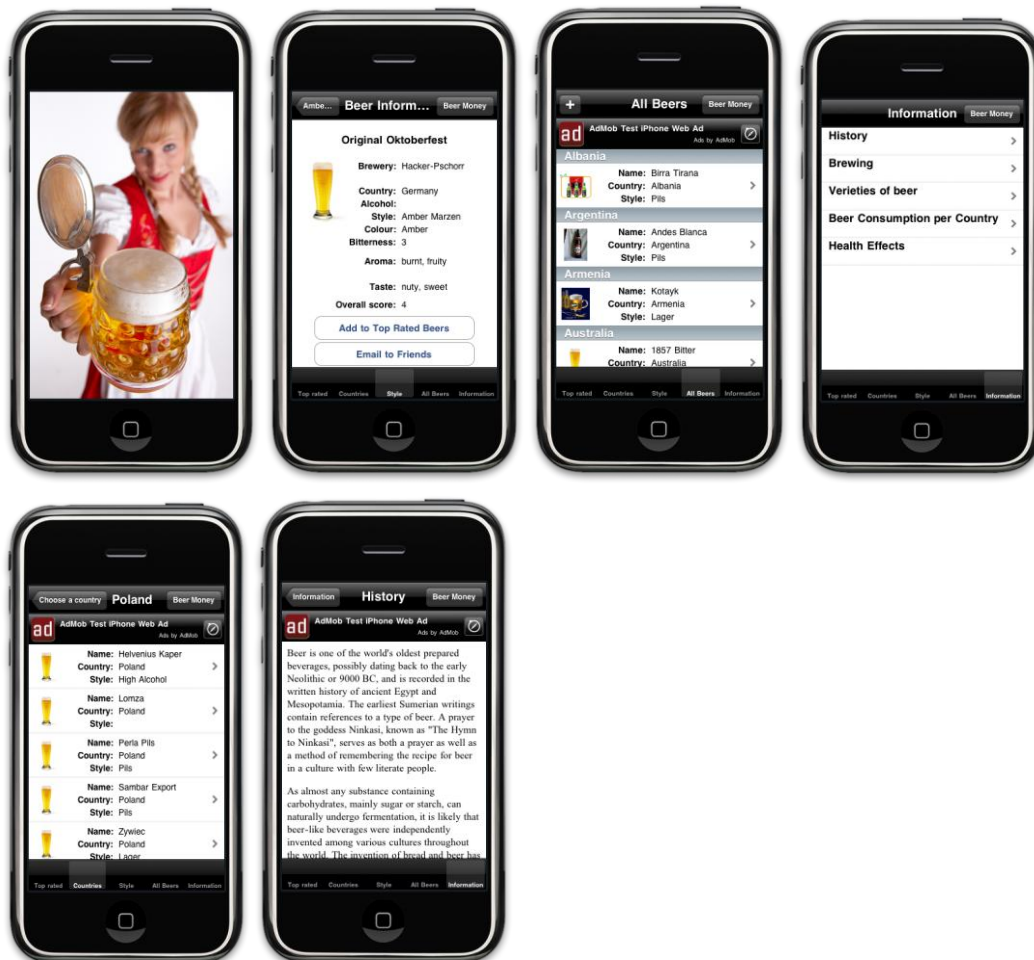 Ambe...
Beer Inform...
Beer Money
Original Oktoberfest
Brewery: Hacker-Pschorr
Country: Germany
Alcohol:
Style: Amber Marzen
Colour: Amber
Bitterness: 3
Aroma: burnt, fruity
Taste: nuty, sweet
Overall score: 4
Add to Top Rated Beers
Email to Friends
Top rated Countries Style All Beers Information
+
All Beers
Beer Money
ad
AdMob Test iPhone Web Ad
Ads by AdMob
Albania
Name: Birra Tirana
Country: Albania
Style: Pils
Argentina
Name: Andes Blanca
Country: Argentina
Style: Pils
Armenia
Name: Kotayk
Country: Armenia
Style: Lager
Australia
Name: 1857 Bitter
Country: Australia
Top rated Countries Style All Beers Information
Information
Beer Money
History
Brewing
Verieties of beer
Beer Consumption per Country
Health Effects
Top rated Countries Style All Beers Information
Choose a country
Poland
Beer Money
ad
AdMob Test iPhone Web Ad
Ads by AdMob
Name: Helvenius Kaper
Country: Poland
Style: High Alcohol
Name: Lomza
Country: Poland
Style:
Name: Perla Pils
Country: Poland
Style: Pils
Name: Sambar Export
Country: Poland
Style: Pils
Name: Zywiec
Country: Poland
Style: Lager
Top rated Countries Style All Beers Information
Information
History
Beer Money
ad
AdMob Test iPhone Web Ad
Ads by AdMob
Beer is one of the world's oldest prepared
beverages, possibly dating back to the early
Neolithic or 9000 BC, and is recorded in the
written history of ancient Egypt and
Mesopotamia. The earliest Sumerian writings
contain references to a type of beer. A prayer
to the goddess Ninkasi, known as "The Hymn
to Ninkasi", serves as both a prayer as well as
a method of remembering the recipe for beer
in a culture with few literate people.
As almost any substance containing
carbohydrates, mainly sugar or starch, can
naturally undergo fermentation, it is likely that
beer-like beverages were independently
invented among various cultures throughout
the world. The invention of bread and beer has
Top rated Countries Style All Beers Information